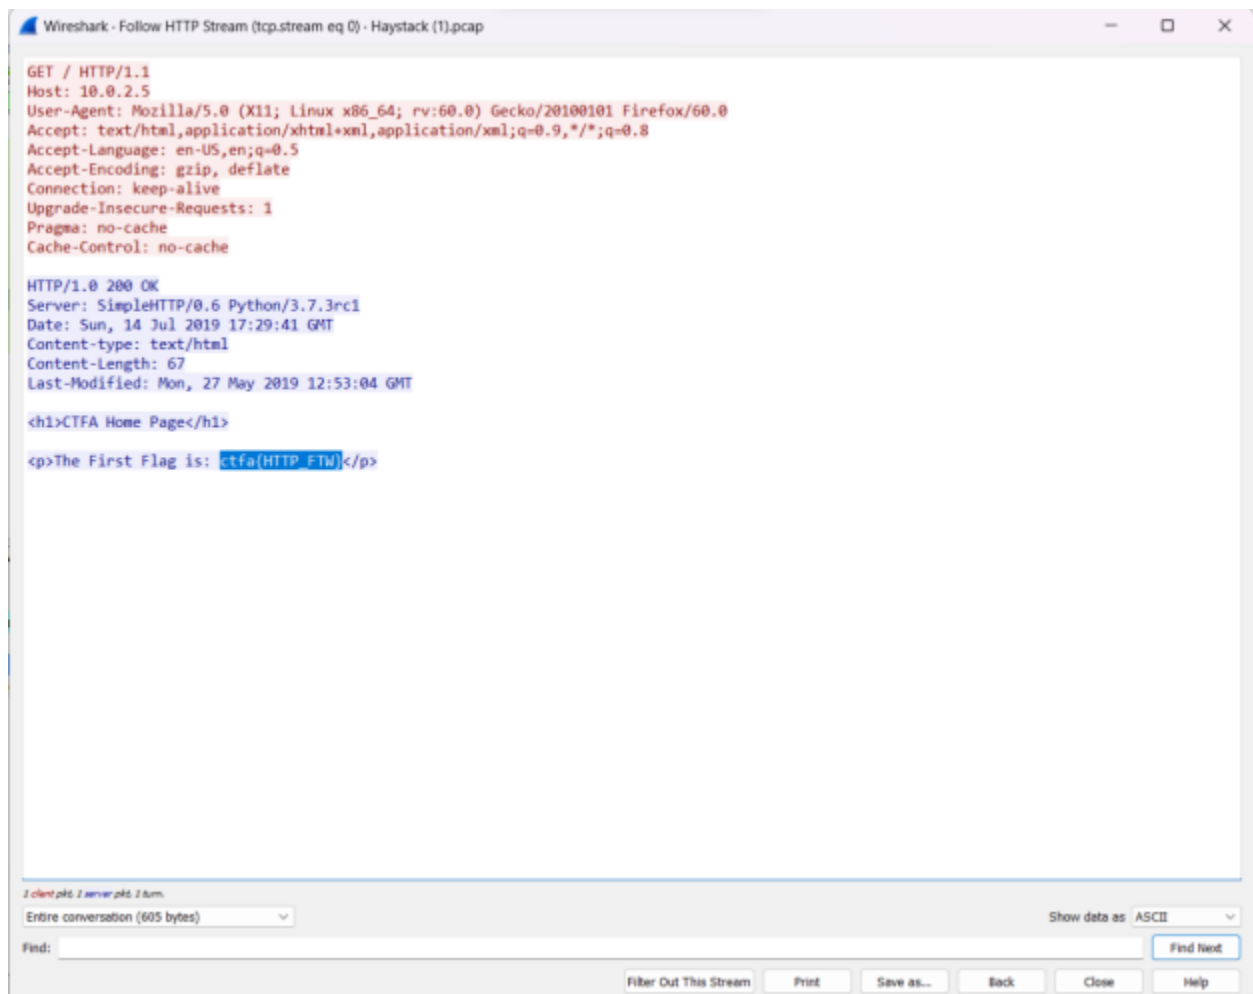 Wireshark · Follow HTTP Stream (tcp.stream eq 0) · Haystack (1).pcap
GET / HTTP/1.1
Host: 10.0.2.5
User-Agent: Mozilla/5.0 (X11; Linux x86_64; rv:60.0) Gecko/20100101 Firefox/60.0
Accept: text/html,application/xhtml+xml,application/xml;q=0.9,*/*;q=0.8
Accept-Language: en-US,en;q=0.5
Accept-Encoding: gzip, deflate
Connection: keep-alive
Upgrade-Insecure-Requests: 1
Pragma: no-cache
Cache-Control: no-cache
HTTP/1.0 200 OK
Server: SimpleHTTP/0.6 Python/3.7.3rc1
Date: Sun, 14 Jul 2019 17:29:41 GMT
Content-type: text/html
Content-Length: 67
Last-Modified: Mon, 27 May 2019 12:53:04 GMT
<h1>CTFA Home Page</h1>
<p>The First Flag is: ctfa{HTTP_FTW}</p>
1 client pkt, 1 server pkt, 1 turn.
Entire conversation (605 bytes)
Show data as ASCII
Find:
Find Next
Filter Out This Stream Print Save as... Back Close Help